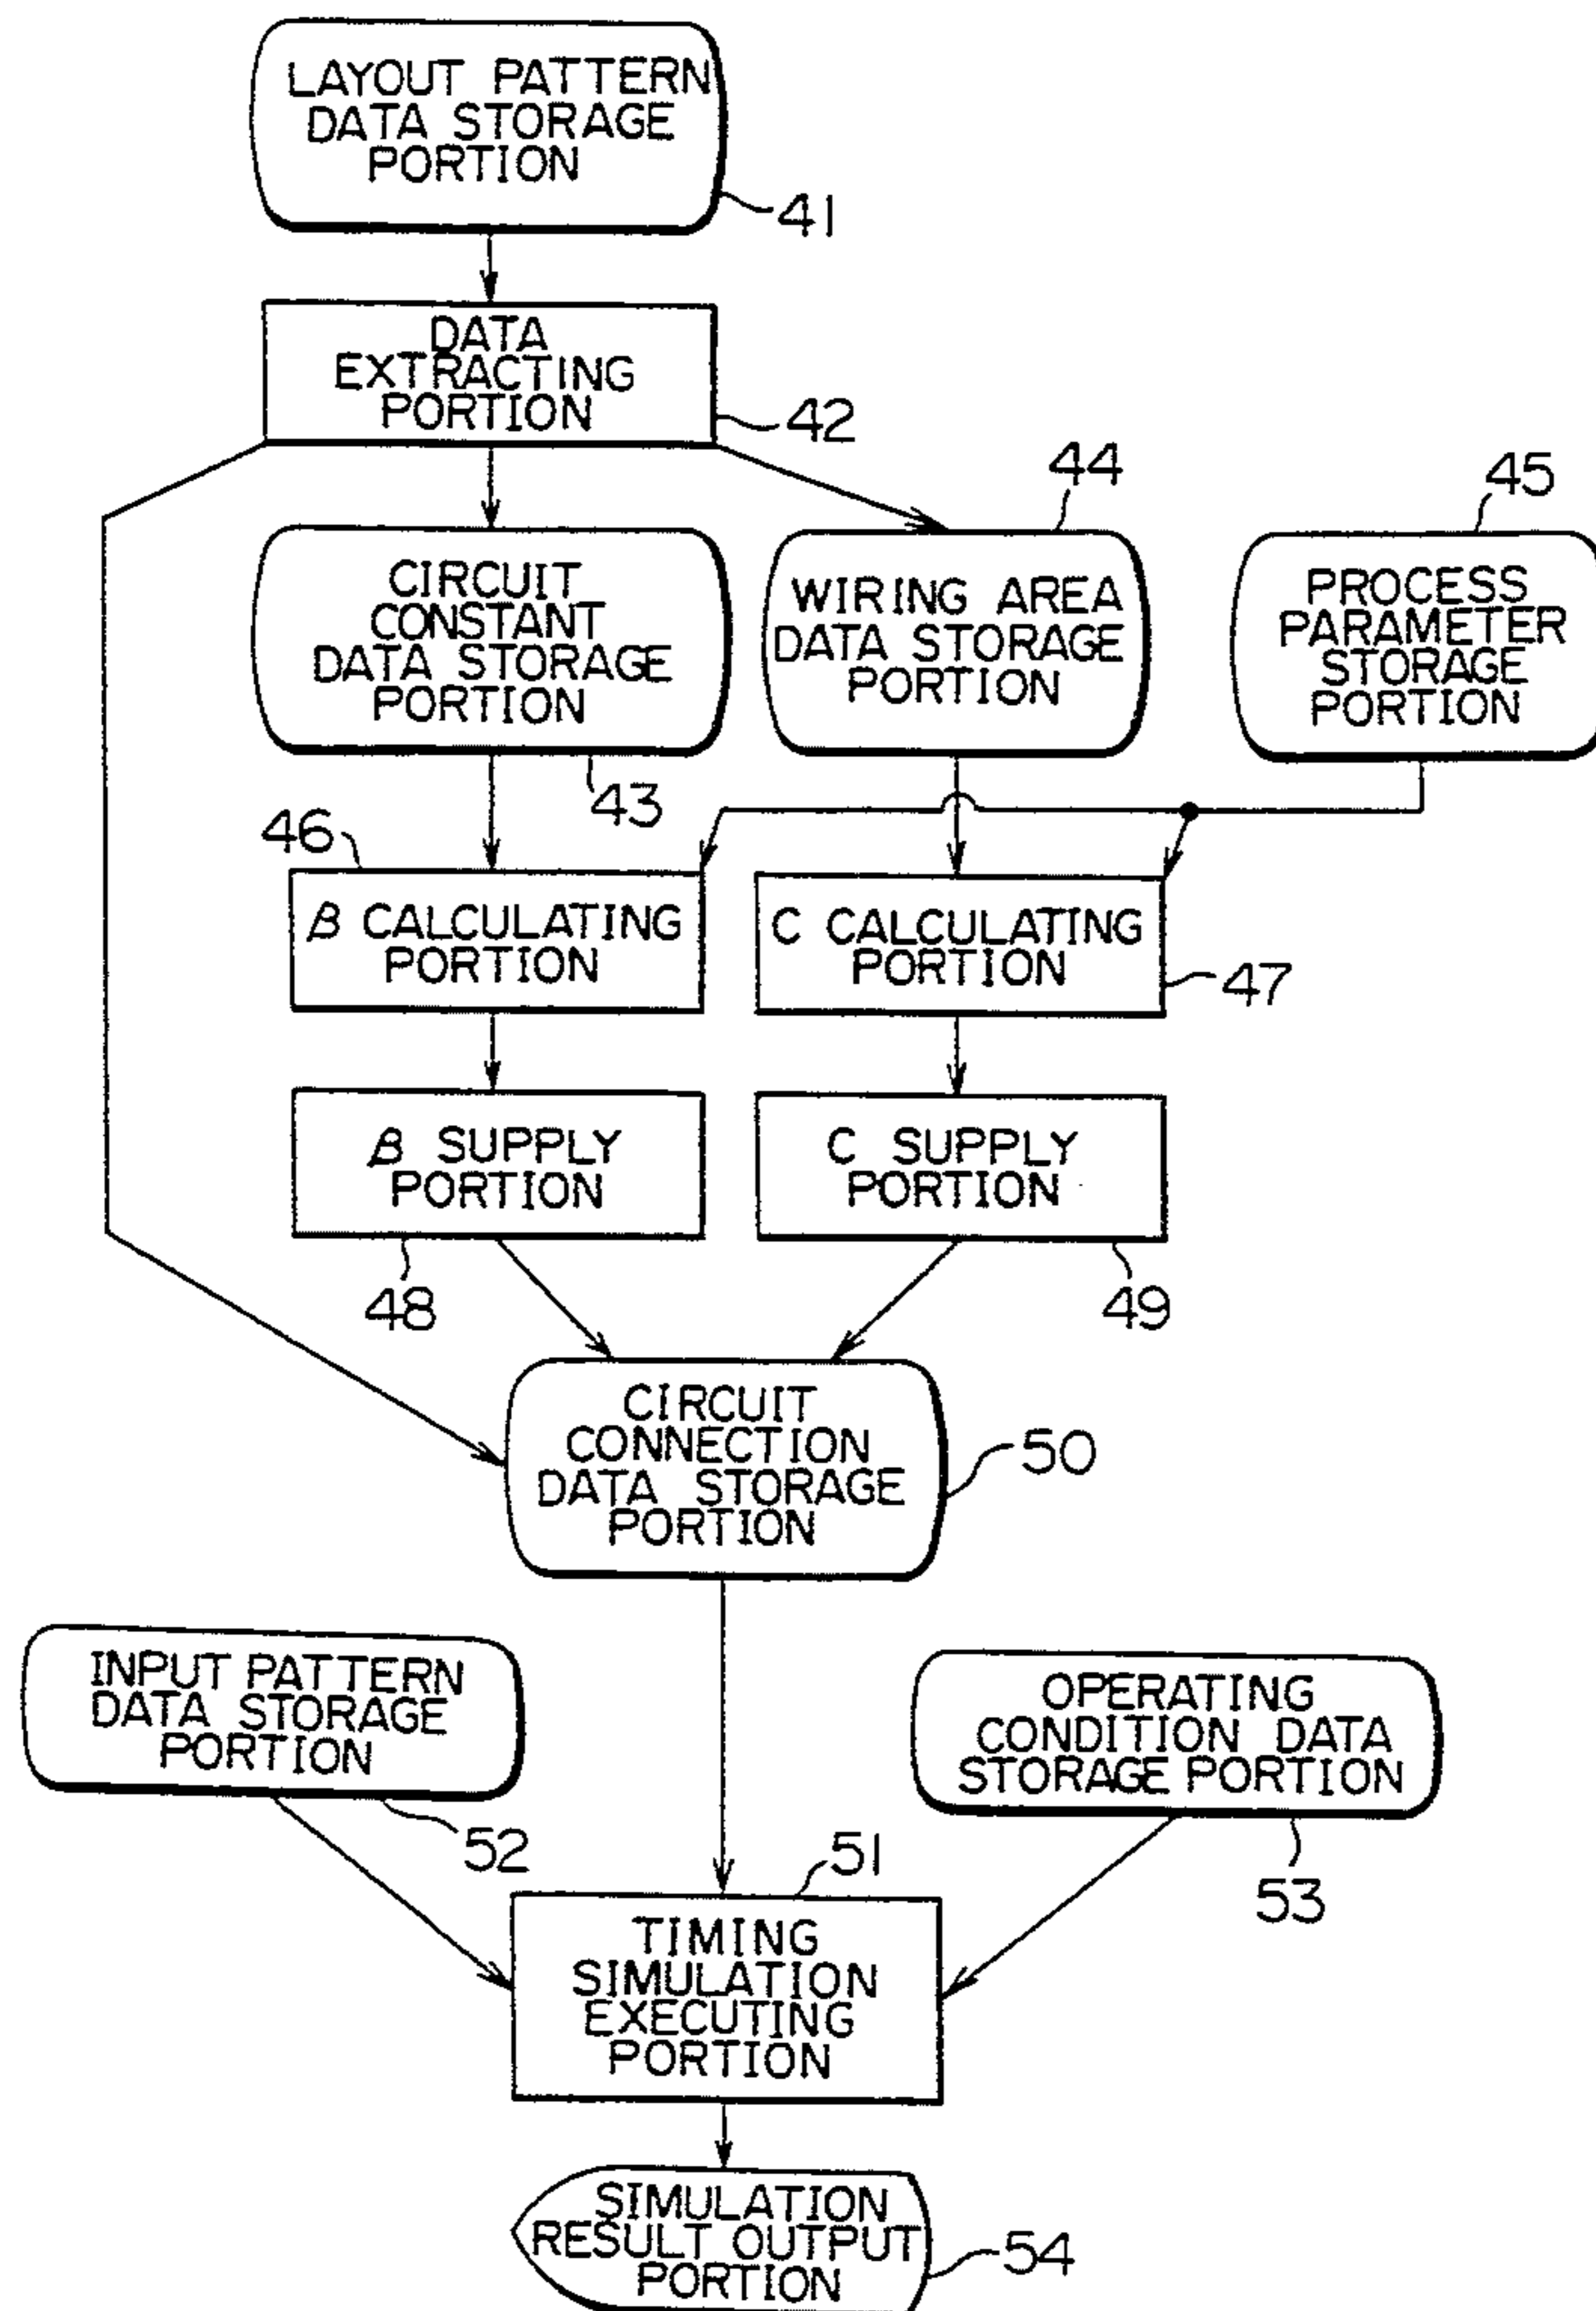 LAYOUT PATTERN
DATA STORAGE
PORTION
41
DATA
EXTRACTING
PORTION
42
44
45
CIRCUIT
CONSTANT
DATA STORAGE
PORTION
43
WIRING AREA
DATA STORAGE
PORTION
PROCESS
PARAMETER
STORAGE
PORTION
46
β CALCULATING
PORTION
C CALCULATING
PORTION
47
β SUPPLY
PORTION
48
C SUPPLY
PORTION
49
CIRCUIT
CONNECTION
DATA STORAGE
PORTION
50
INPUT PATTERN
DATA STORAGE
PORTION
52
OPERATING
CONDITION DATA
STORAGE PORTION
53
51
TIMING
SIMULATION
EXECUTING
PORTION
SIMULATION
RESULT OUTPUT
PORTION
54